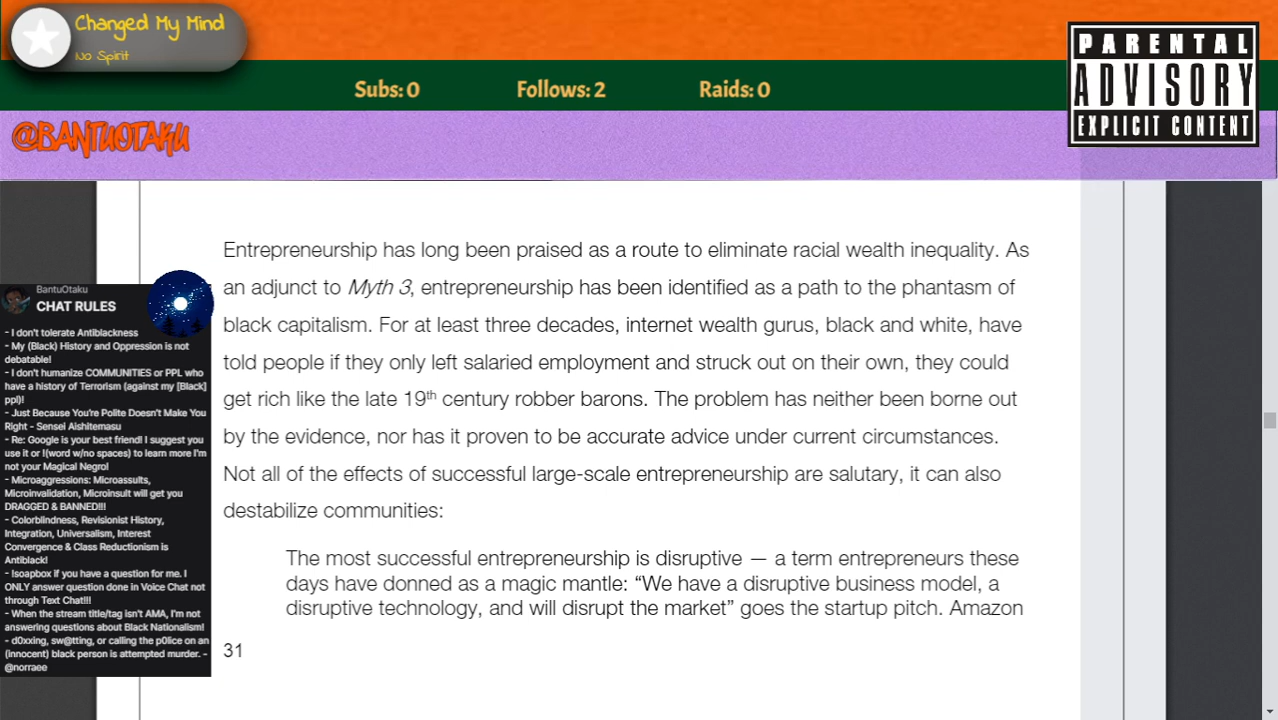 Changed My Mind
No Spirit
Subs: 0 Follows: 2 Raids: 0
PARENTAL
ADVISORY
EXPLICIT CONTENT
@BANTUOTAKU
BantuOtaku
CHAT RULES
- I don't tolerate Antiblackness
- My (Black) History and Oppression is not
debatable!
- I don't humanize COMMUNITIES or PPL who
have a history of Terrorism (against my [Black]
ppl)!
- Just Because You're Polite Doesn't Make You
Right - Sensei Aishitemasu
- Re: Google is your best friend! I suggest you
use it or !(word w/no spaces) to learn more I'm
not your Magical Negro!
- Microaggressions: Microassults,
Microinvalidation, Microinsult will get you
DRAGGED & BANNED!!!
- Colorblindness, Revisionist History,
Integration, Universalism, Interest
Convergence & Class Reductionism is
Antiblack!
- !soapbox if you have a question for me. I
ONLY answer question done in Voice Chat not
through Text Chat!!!
- When the stream title/tag isn't AMA, I'm not
answering questions about Black Nationalism!
- d0xxing, sw@tting, or calling the p0lice on an
(innocent) black person is attempted murder. -
@norraee
Entrepreneurship has long been praised as a route to eliminate racial wealth inequality. As
an adjunct to Myth 3, entrepreneurship has been identified as a path to the phantasm of
black capitalism. For at least three decades, internet wealth gurus, black and white, have
told people if they only left salaried employment and struck out on their own, they could
get rich like the late 19th century robber barons. The problem has neither been borne out
by the evidence, nor has it proven to be accurate advice under current circumstances.
Not all of the effects of successful large-scale entrepreneurship are salutary, it can also
destabilize communities:
The most successful entrepreneurship is disruptive — a term entrepreneurs these
days have donned as a magic mantle: “We have a disruptive business model, a
disruptive technology, and will disrupt the market” goes the startup pitch. Amazon
31